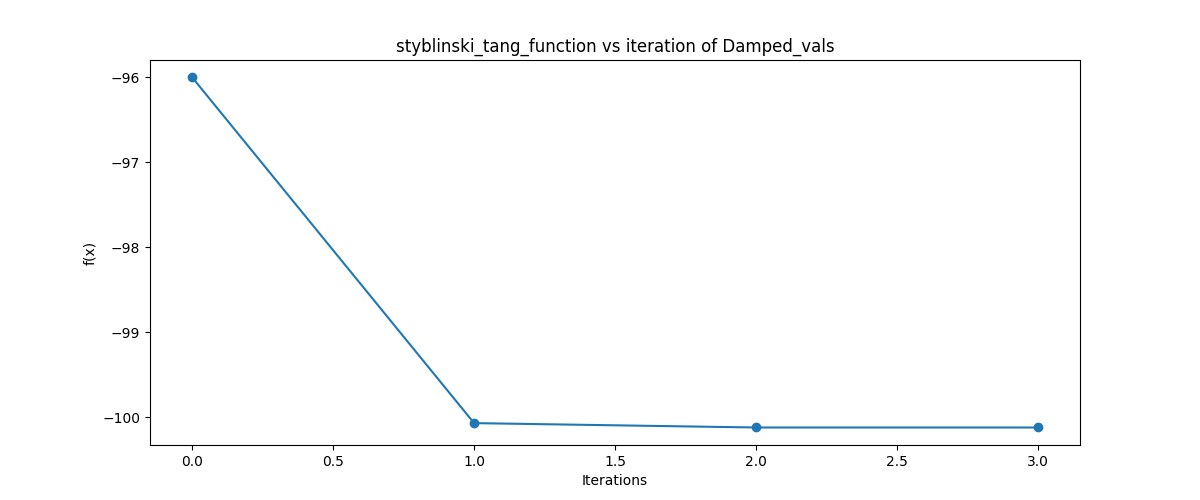 styblinski_tang_function vs iteration of Damped_vals
−96
−97
−98
−99
−100
f(x)
0.0 0.5 1.0 1.5 2.0 2.5 3.0
Iterations